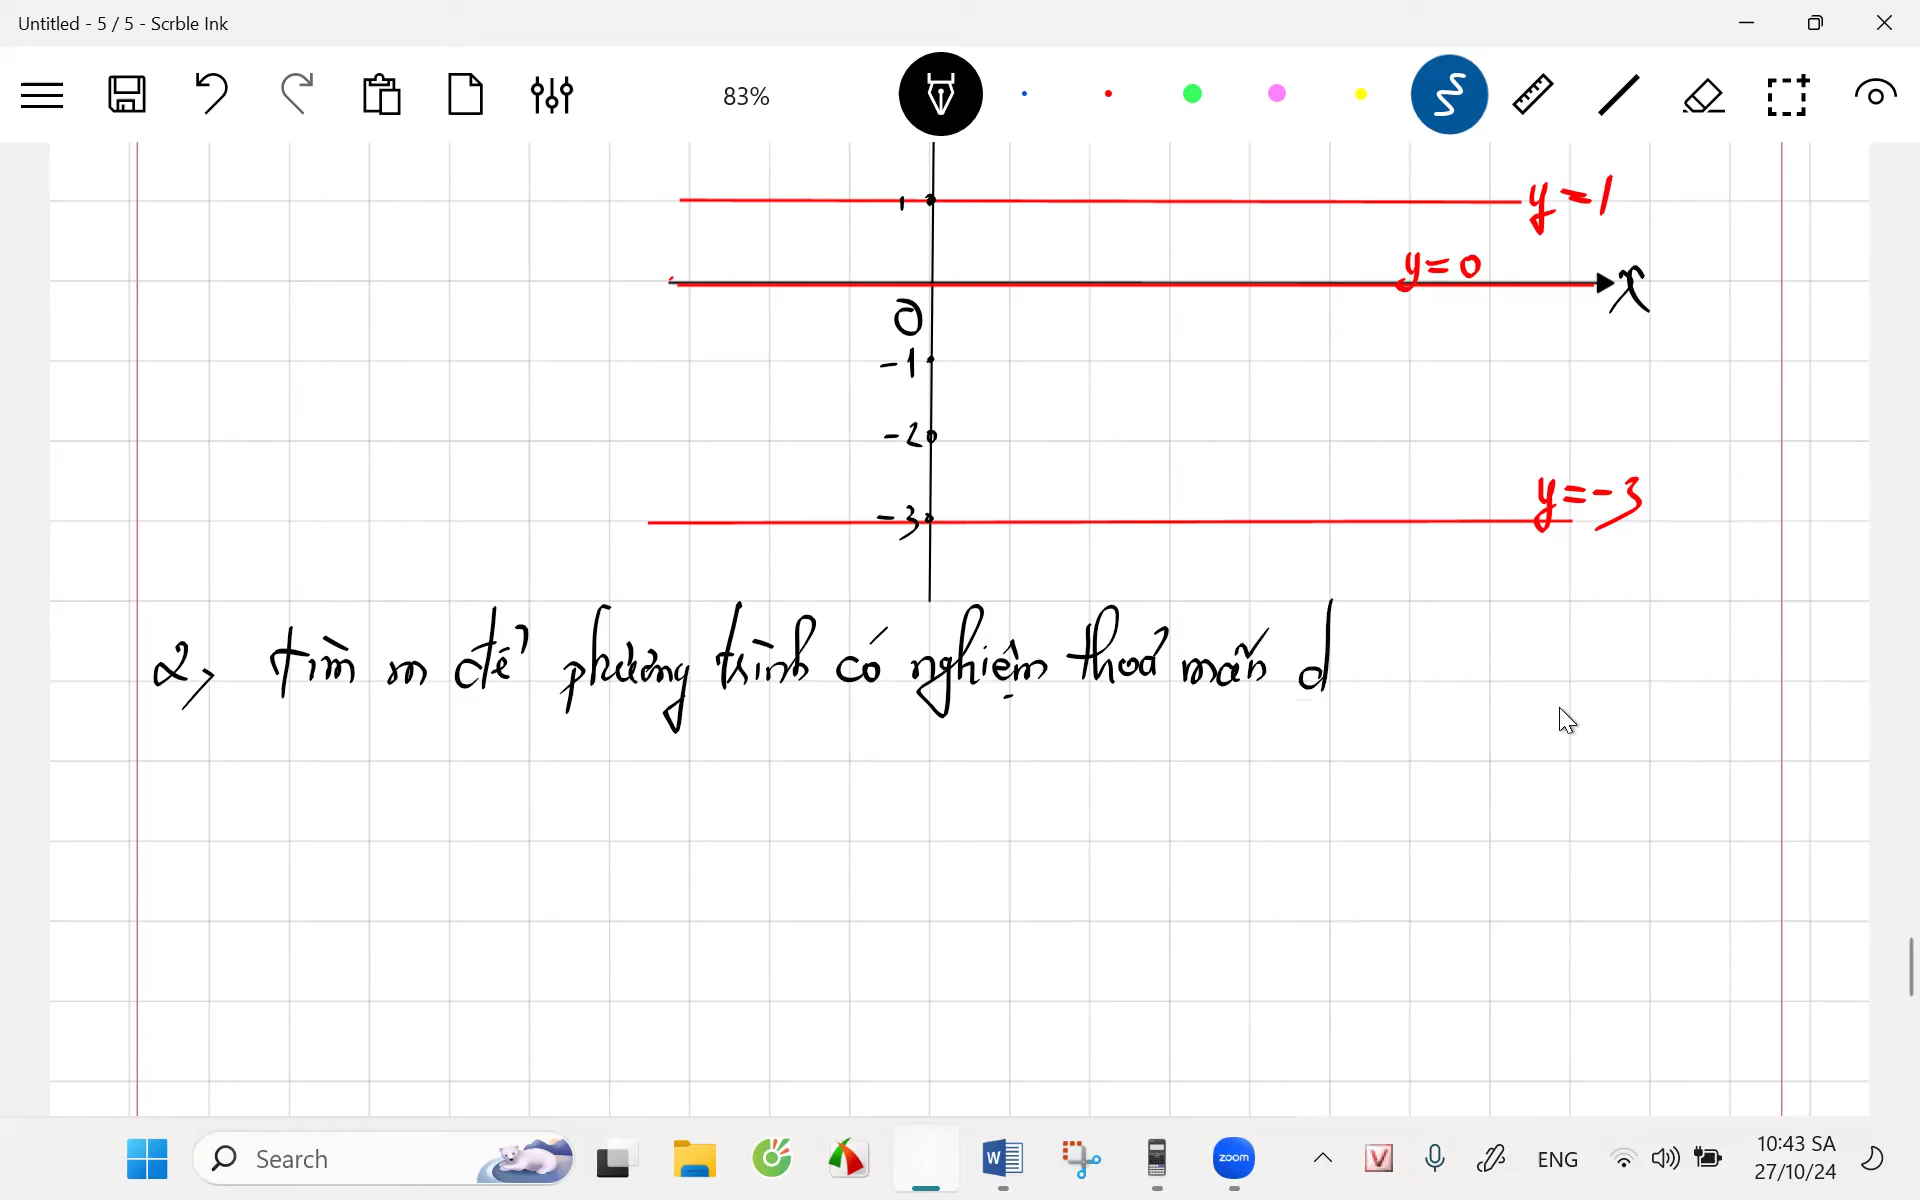 Untitled - 5 / 5 - Scrble Ink
83%
1
y = 1
y = 0
x
O
-1
-2
-3
y = -3
2, tìm m để phương trình có nghiệm thoả mãn d
Search
zoom
ENG
10:43 SA
27/10/24